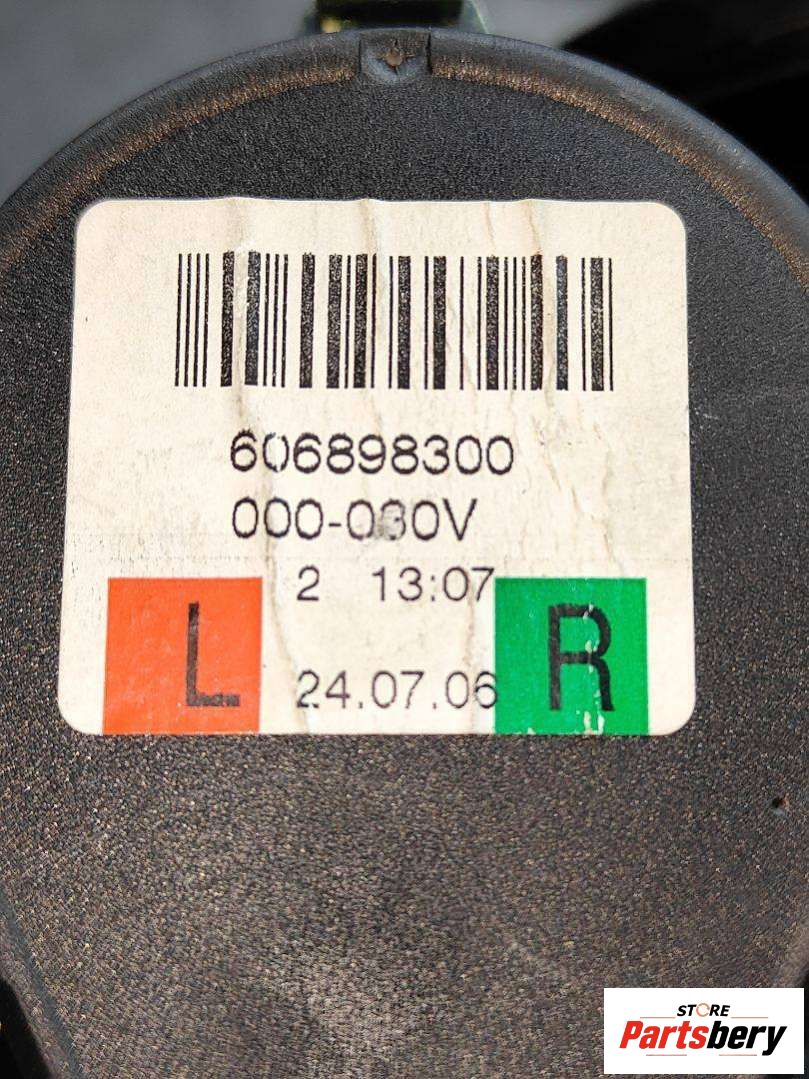 606898300
000-030V
2 13:07
L R
24.07.06
STORE
Partsbery